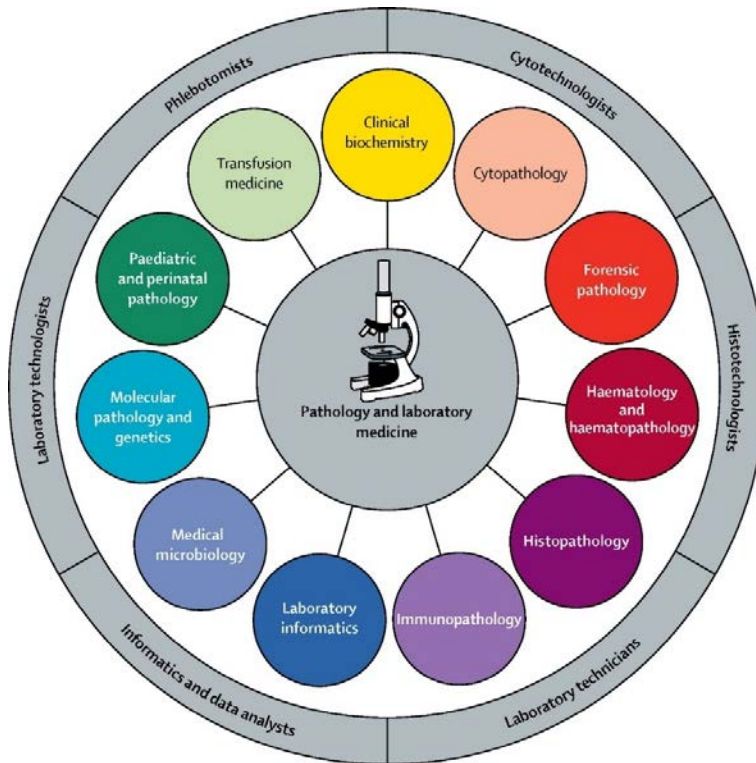 Phlebotomists
Cytotechnologists
Histotechnologists
Laboratory technicians
Informatics and data analysts
Laboratory technologists
Clinical
biochemistry
Cytopathology
Forensic
pathology
Haematology
and
haematopathology
Histopathology
Immunopathology
Laboratory
informatics
Medical
microbiology
Molecular
pathology and
genetics
Paediatric
and perinatal
pathology
Transfusion
medicine
Pathology and laboratory
medicine